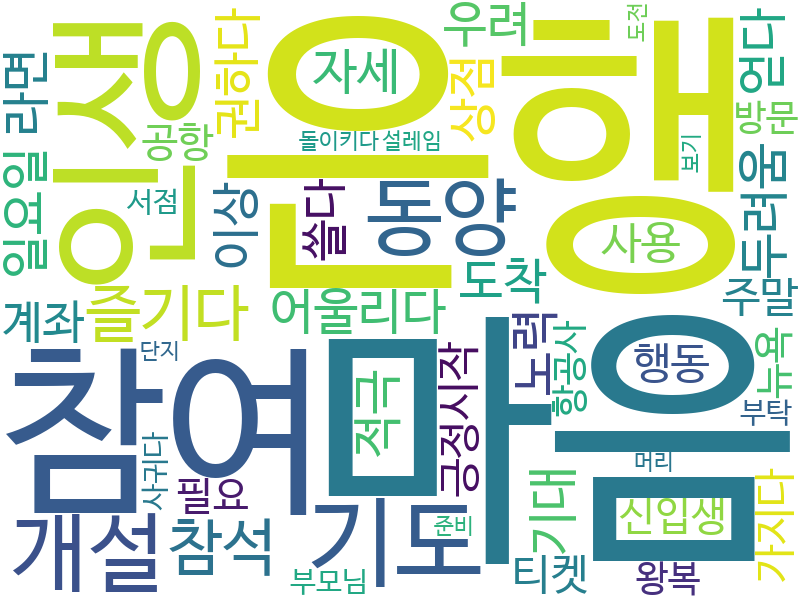 라면
인생
권하다
은행
자세
우려
도전
상점
얻다
방문
공항
돌이키다
설레임
보기
일요일
서점
이상
쓸다
동양
사용
두려움
도착
주말
계좌
즐기다
어울리다
참여
마음
단지
적극
긍정
시작
노력
항공사
행동
뉴욕
부탁
사귀다
필요
머리
개설
참석
기도
준비
기대
신입생
가지다
부모님
티켓
왕복